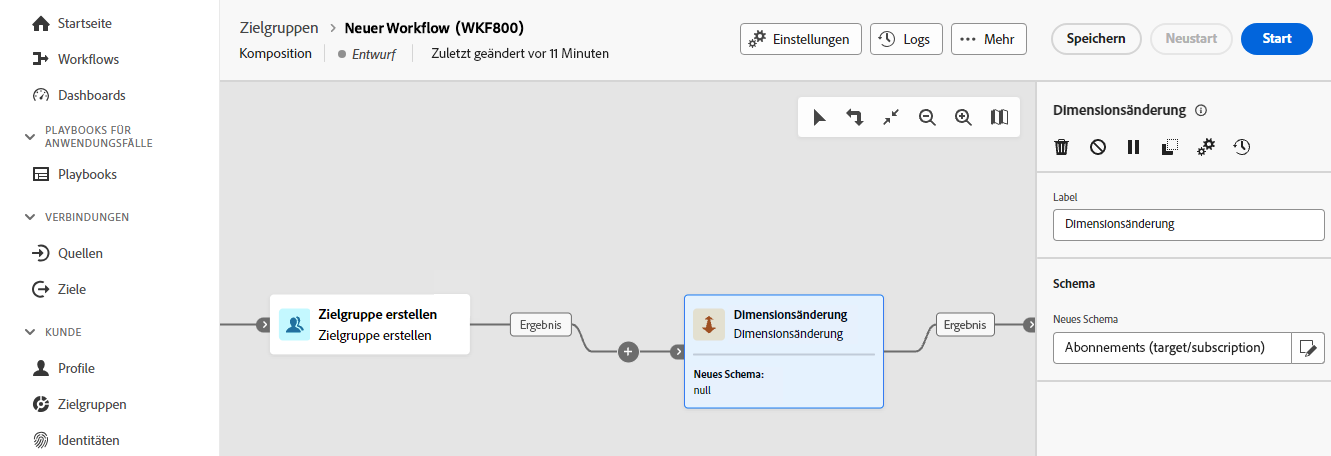 Startseite
Workflows
Dashboards
PLAYBOOKS FÜR
ANWENDUNGSFÄLLE
Playbooks
VERBINDUNGEN
Quellen
Ziele
KUNDE
Profile
Zielgruppen
Identitäten
Zielgruppen > Neuer Workflow (WKF800)
Komposition Entwurf Zuletzt geändert vor 11 Minuten
Einstellungen Logs Mehr Speichern Neustart Start
Zielgruppe erstellen
Zielgruppe erstellen
Ergebnis
Dimensionsänderung
Dimensionsänderung
Neues Schema:
null
Ergebnis
Dimensionsänderung
Label
Dimensionsänderung
Schema
Neues Schema
Abonnements (target/subscription)